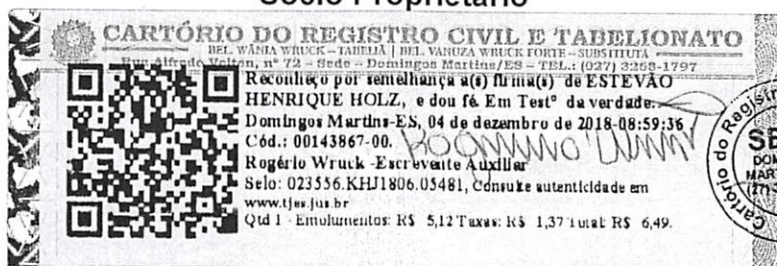 Sócio Proprietário
CARTÓRIO DO REGISTRO CIVIL E TABELIONATO
BEL. WÂNIA WRUCK - TABELIÃ | BEL. VANUZA WRUCK FORTE - SUBSTITUTA
Rua Alfredo Velten, nº 72 - Sede - Domingos Martins/ES - TEL.: (027) 3268-1797
Reconheço por semelhança a(s) firma(s) de ESTEVÃO
HENRIQUE HOLZ, e dou fé. Em Testº da verdade.
Domingos Martins-ES, 04 de dezembro de 2018-08:59:36
Cód.: 00143867-00.
Rogério Wruck -Escrevente Auxiliar
Selo: 023556.KHJ1806.05481, Consulte autenticidade em
www.tjes.jus.br
Qtd 1 - Emolumentos: R$ 5,12 Taxas: R$ 1,37 Total: R$ 6,49.
Cartório do Registr